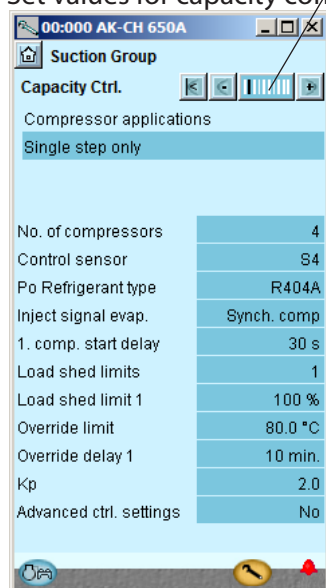 Set values for capacity con
00:000 AK-CH 650A
Suction Group
Capacity Ctrl.
Compressor applications
Single step only
No. of compressors 4
Control sensor S4
Po Refrigerant type R404A
Inject signal evap. Synch. comp
1. comp. start delay 30 s
Load shed limits 1
Load shed limit 1 100 %
Override limit 80.0 °C
Override delay 1 10 min.
Kp 2.0
Advanced ctrl. settings No